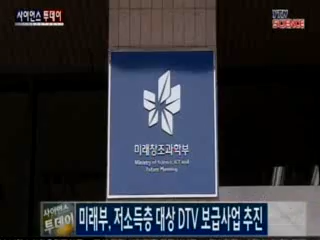 사이언스 투데이
YTN
SCIENCE
미래창조과학부
Ministry of Science, ICT and
Future Planning
사이언스
투데이
미래부, 저소득층 대상 DTV 보급사업 추진